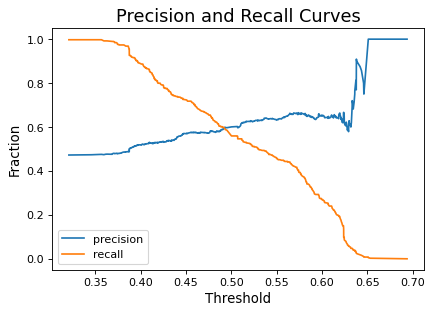 Precision and Recall Curves
1.0
0.8
0.6
0.4
0.2
0.0
Fraction
precision
recall
0.35 0.40 0.45 0.50 0.55 0.60 0.65 0.70
Threshold